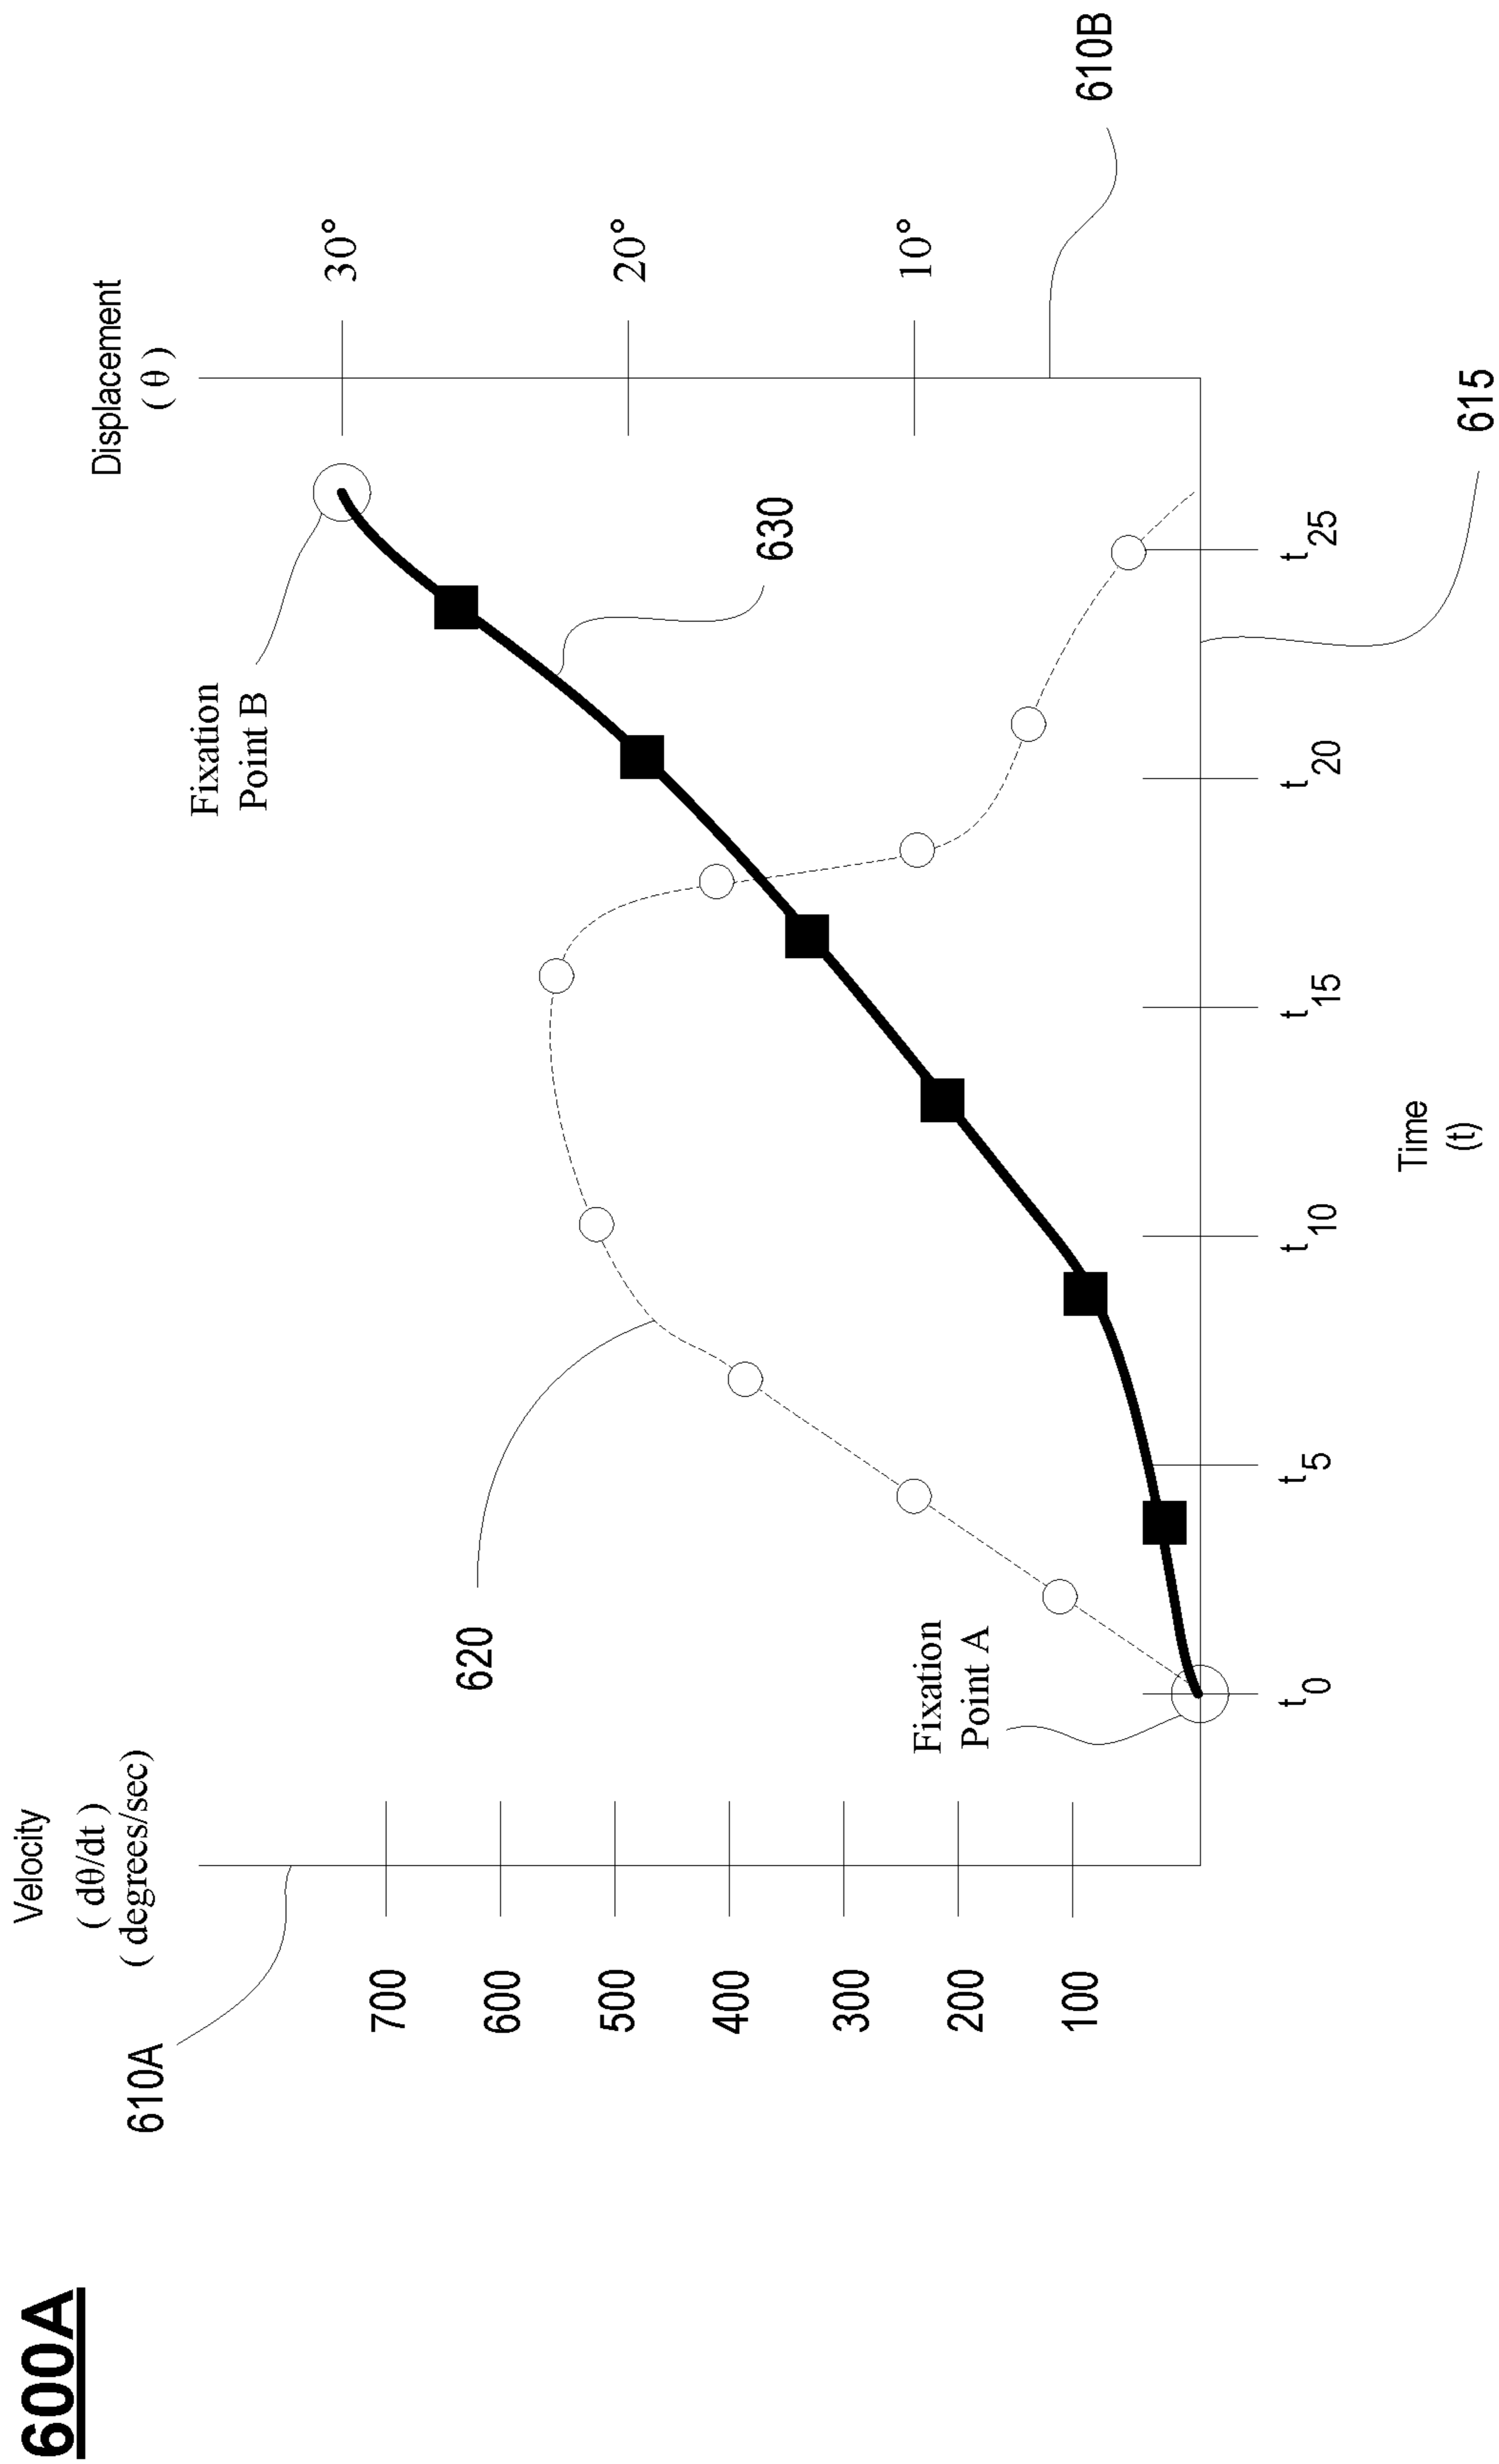 600A
610A
Velocity
( dθ/dt )
( degrees/sec)
700
600
500
400
300
200
100
620
Fixation
Point A
Fixation
Point B
630
Displacement
( θ )
30°
20°
10°
610B
t0
t5
t10
t15
t20
t25
Time
(t)
615